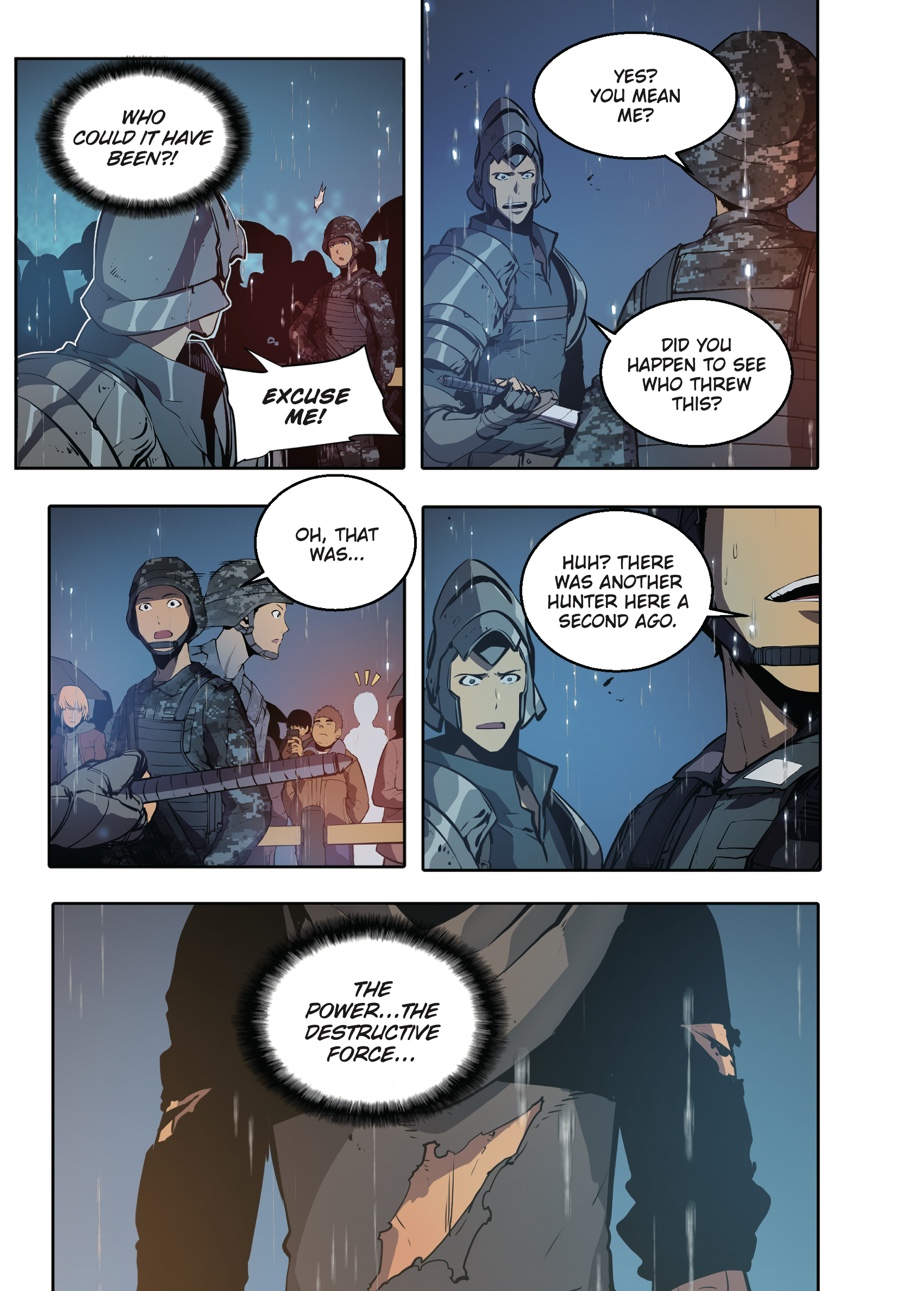 WHO
COULD IT HAVE
BEEN?!
EXCUSE
ME!
YES?
YOU MEAN
ME?
DID YOU
HAPPEN TO SEE
WHO THREW
THIS?
OH, THAT
WAS...
HUH? THERE
WAS ANOTHER
HUNTER HERE A
SECOND AGO.
THE
POWER...THE
DESTRUCTIVE
FORCE...